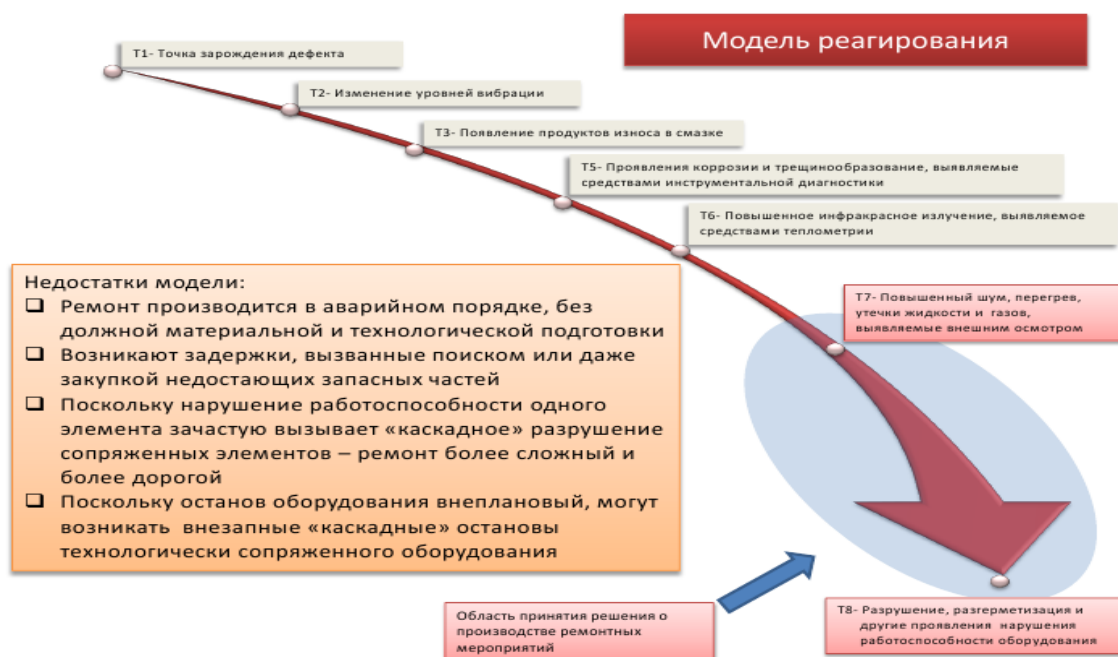 Модель реагирования
Т1- Точка зарождения дефекта
Т2- Изменение уровней вибрации
Т3- Появление продуктов износа в смазке
Т5- Проявления коррозии и трещинообразование, выявляемые
средствами инструментальной диагностики
Т6- Повышенное инфракрасное излучение, выявляемое
средствами теплометрии
Недостатки модели:
Ремонт производится в аварийном порядке, без
должной материальной и технологической подготовки
Возникают задержки, вызванные поиском или даже
закупкой недостающих запасных частей
Поскольку нарушение работоспособности одного
элемента зачастую вызывает «каскадное» разрушение
сопряженных элементов – ремонт более сложный и
более дорогой
Поскольку останов оборудования внеплановый, могут
возникать внезапные «каскадные» остановы
технологически сопряженного оборудования
Т7- Повышенный шум, перегрев,
утечки жидкости и газов,
выявляемые внешним осмотром
Область принятия решения о
производстве ремонтных
мероприятий
Т8- Разрушение, разгерметизация и
другие проявления нарушения
работоспособности оборудования